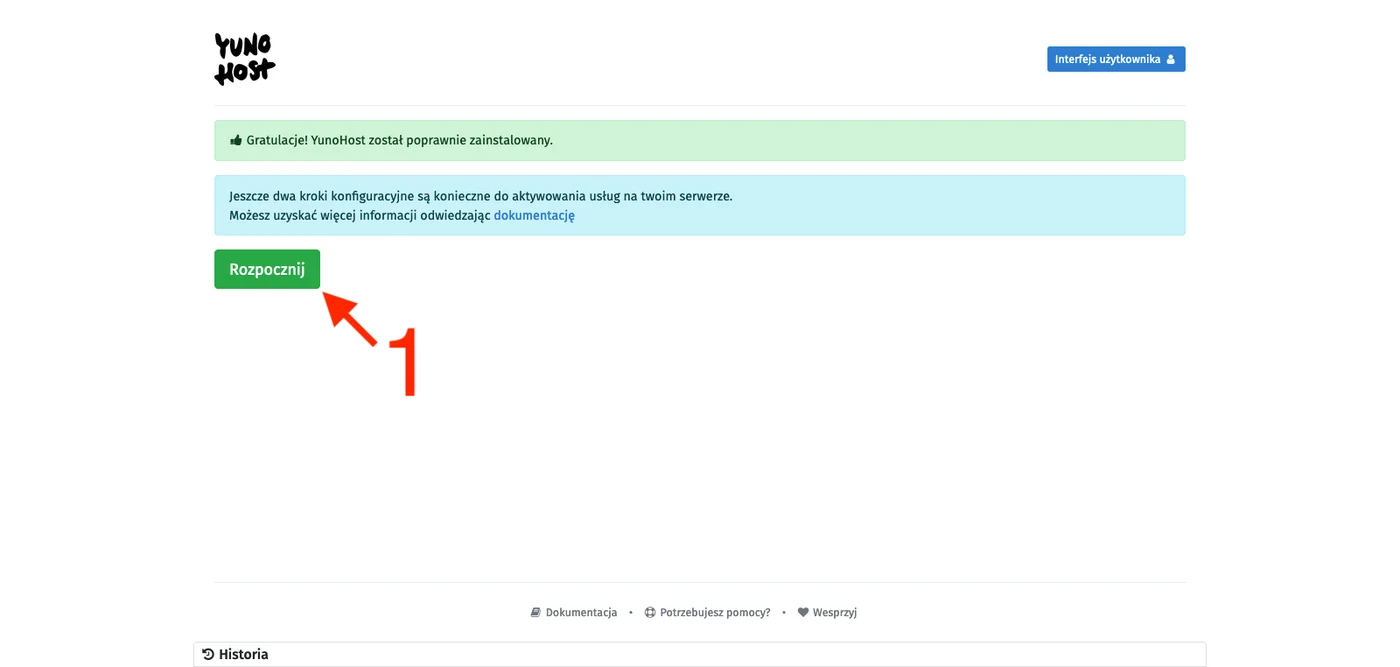 YUNO
HOST
Interfejs użytkownika
Gratulacje! YunoHost został poprawnie zainstalowany.
Jeszcze dwa kroki konfiguracyjne są konieczne do aktywowania usług na twoim serwerze.
Możesz uzyskać więcej informacji odwiedzając dokumentację
Rozpocznij
1
Dokumentacja • Potrzebujesz pomocy? • Wesprzyj
Historia